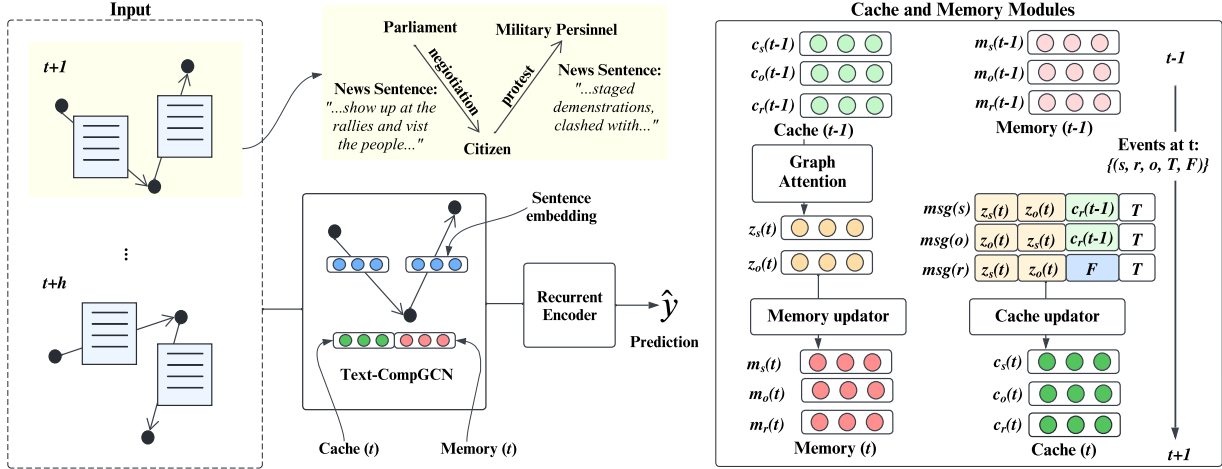 Input
t+1
...
t+h
Parliament
Military Persinnel
negiotiation
protest
Citizen
News Sentence:
"...show up at the
rallies and vist
the people..."
News Sentence:
"...staged
demenstrations,
clashed wtith..."
Sentence
embedding
Text-CompGCN
Cache (t)
Memory (t)
Recurrent
Encoder
ŷ
Prediction
Cache and Memory Modules
c_s(t-1)
c_o(t-1)
c_r(t-1)
Cache (t-1)
m_s(t-1)
m_o(t-1)
m_r(t-1)
Memory (t-1)
t-1
Events at t:
{(s, r, o, T, F)}
Graph
Attention
z_s(t)
z_o(t)
msg(s) z_s(t) z_o(t) c_r(t-1) T
msg(o) z_o(t) z_s(t) c_r(t-1) T
msg(r) z_s(t) z_o(t) F T
Memory updator
Cache updator
m_s(t)
m_o(t)
m_r(t)
Memory (t)
c_s(t)
c_o(t)
c_r(t)
Cache (t)
t+1